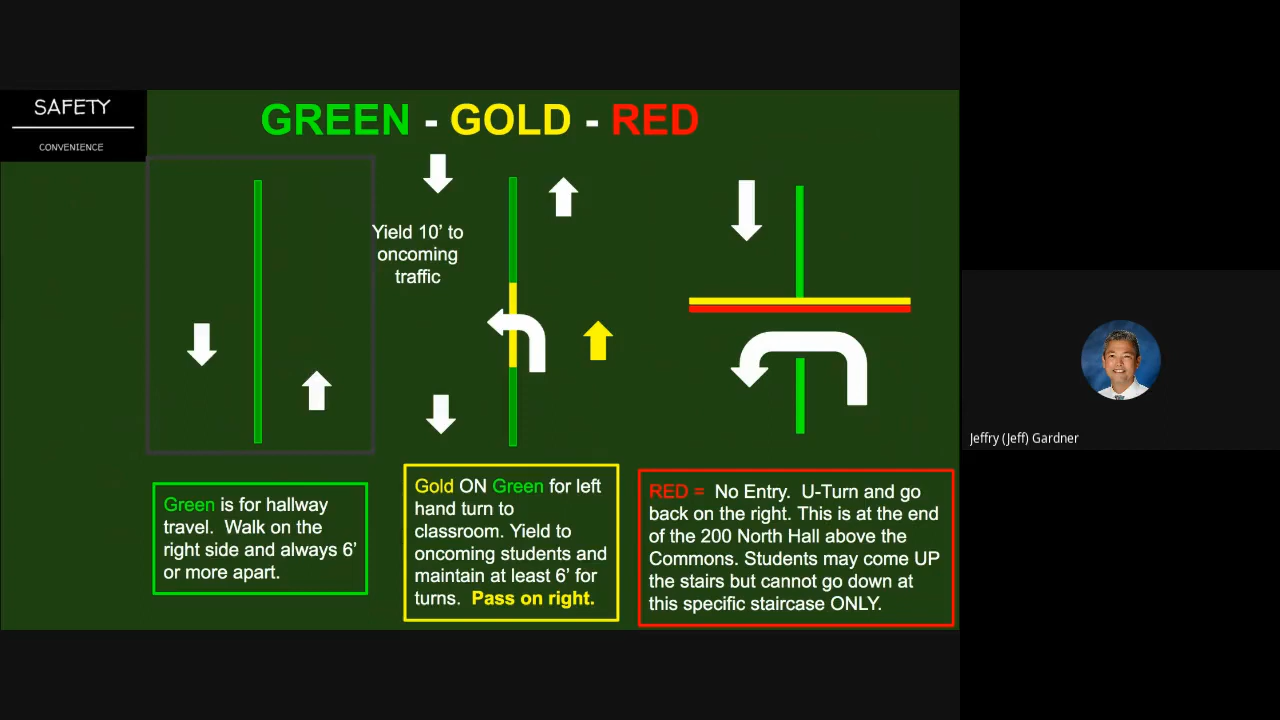 SAFETY
CONVENIENCE
GREEN - GOLD - RED
Yield 10’ to
oncoming
traffic
Green is for hallway
travel. Walk on the
right side and always 6’
or more apart.
Gold ON Green for left
hand turn to
classroom. Yield to
oncoming students and
maintain at least 6’ for
turns. Pass on right.
RED = No Entry. U-Turn and go
back on the right. This is at the end
of the 200 North Hall above the
Commons. Students may come UP
the stairs but cannot go down at
this specific staircase ONLY.
Jeffry (Jeff) Gardner